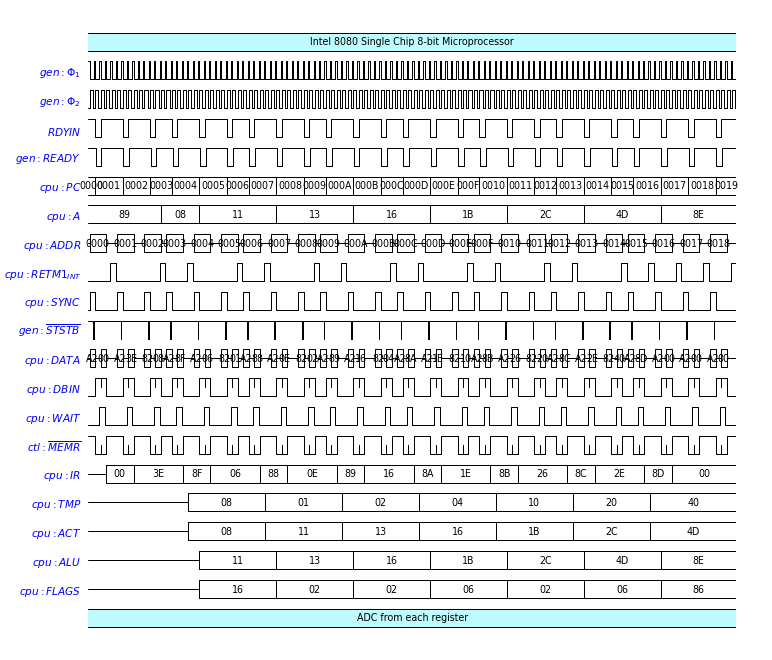 Intel 8080 Single Chip 8-bit Microprocessor
gen:Φ1
gen:Φ2
RDYIN
gen:READY
cpu:PC 0000 0001 0002 0003 0004 0005 0006 0007 0008 0009 000A 000B 000C 000D 000E 000F 0010 0011 0012 0013 0014 0015 0016 0017 0018 0019
cpu:A 89 08 11 13 16 1B 2C 4D 8E
cpu:ADDR 0000 0001 0002 0003 0004 0005 0006 0007 0008 0009 000A 000B 000C 000D 000E 000F 0010 0011 0012 0013 0014 0015 0016 0017 0018
cpu:RETM1INT
cpu:SYNC
gen:STSTB
cpu:DATA
cpu:DBIN
cpu:WAIT
ctl:MEMR
cpu:IR 00 3E 8F 06 88 0E 89 16 8A 1E 8B 26 8C 2E 8D 00
cpu:TMP 08 01 02 04 10 20 40
cpu:ACT 08 11 13 16 1B 2C 4D
cpu:ALU 11 13 16 1B 2C 4D 8E
cpu:FLAGS 16 02 02 06 02 06 86
ADC from each register